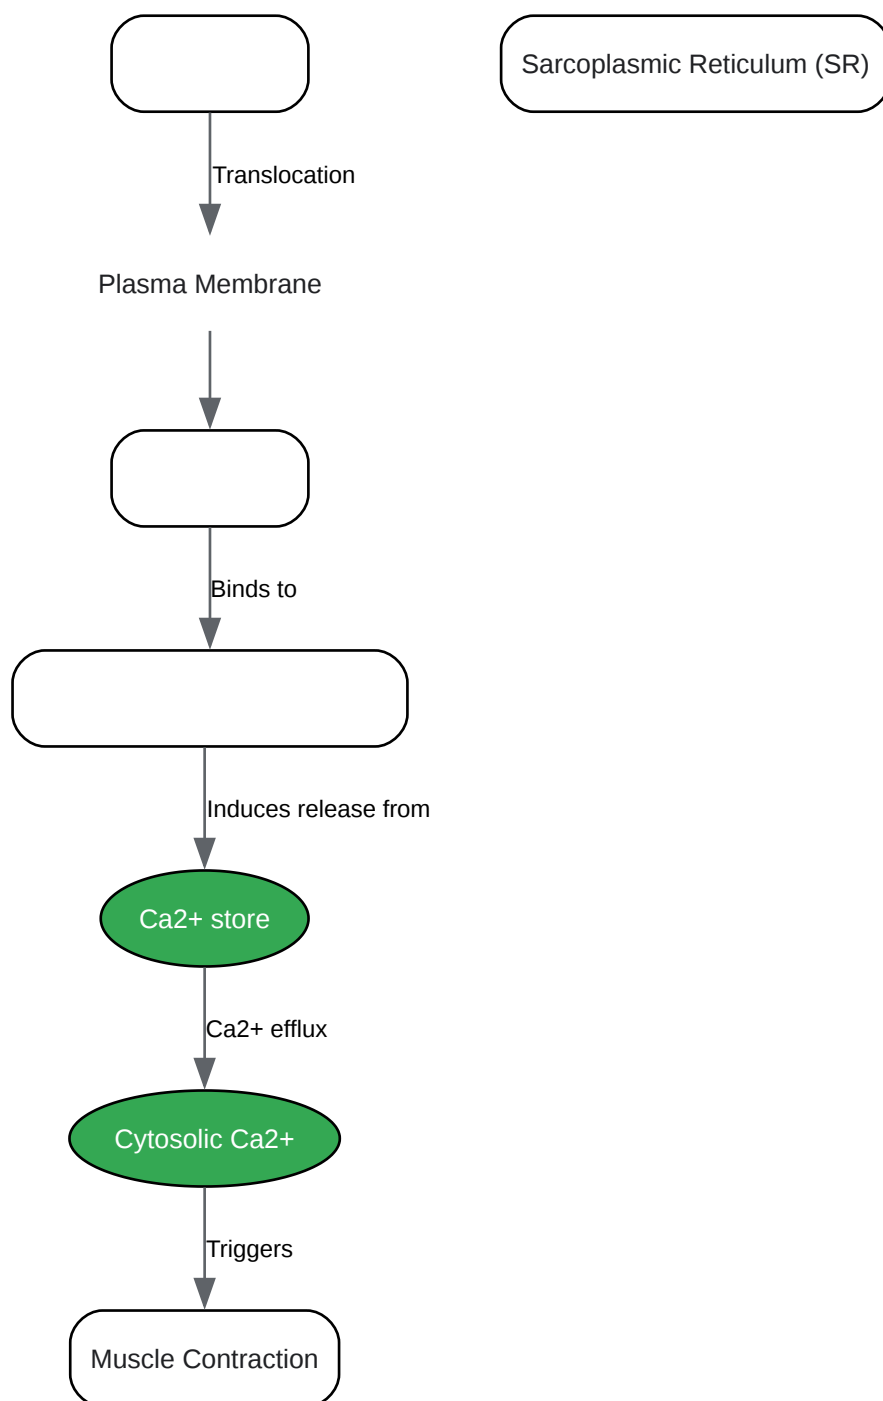 Sarcoplasmic Reticulum (SR)
Translocation
Plasma Membrane
Binds to
Induces release from
Ca2+ store
Ca2+ efflux
Cytosolic Ca2+
Triggers
Muscle Contraction